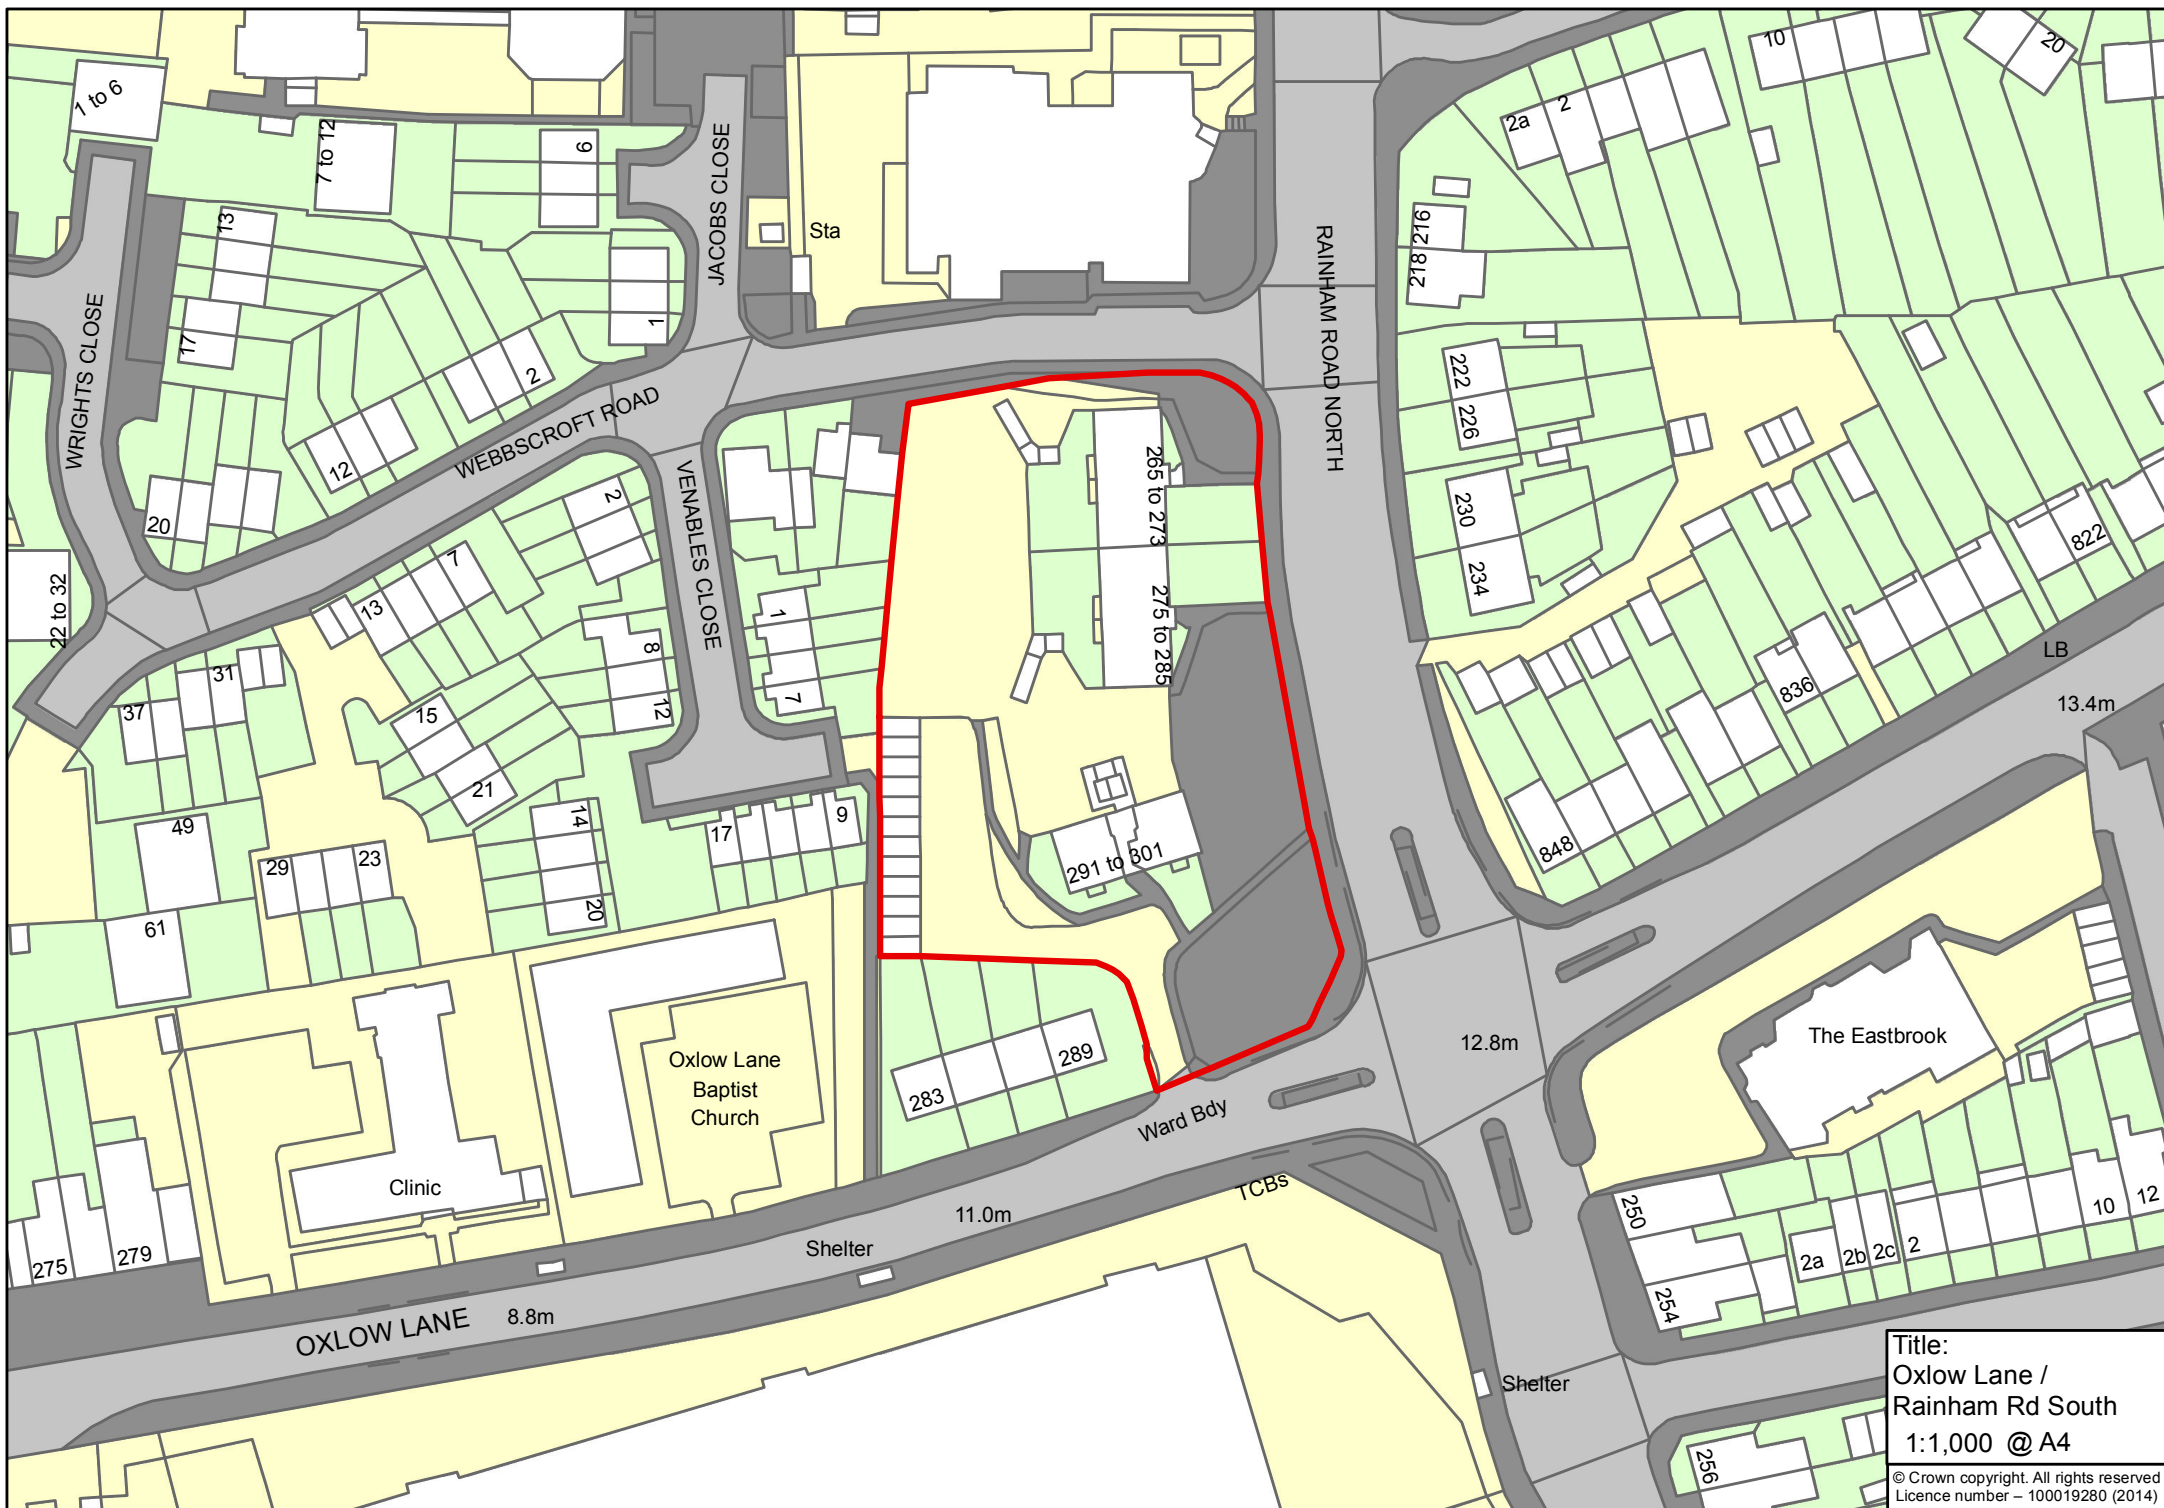 1 to 6
7 to 12
6
JACOBS CLOSE
Sta
10
20
2a
2
13
17
1
2
12
WRIGHTS CLOSE
WEBBSCROFT ROAD
RAINHAM ROAD NORTH
216
218
222
226
230
234
20
22 to 32
13
7
2
VENABLES CLOSE
1
7
8
12
265 to 273
275 to 285
822
836
848
LB
13.4m
31
37
15
21
14
20
17
9
49
61
29
23
291 to 301
Oxlow Lane
Baptist
Church
Clinic
283
289
Ward Bdy
12.8m
The Eastbrook
TCBs
11.0m
Shelter
275
279
OXLOW LANE
8.8m
250
254
2a
2b
2c
2
10
12
Shelter
256
Title:
Oxlow Lane /
Rainham Rd South
1:1,000 @ A4
© Crown copyright. All rights reserved
Licence number – 100019280 (2014)